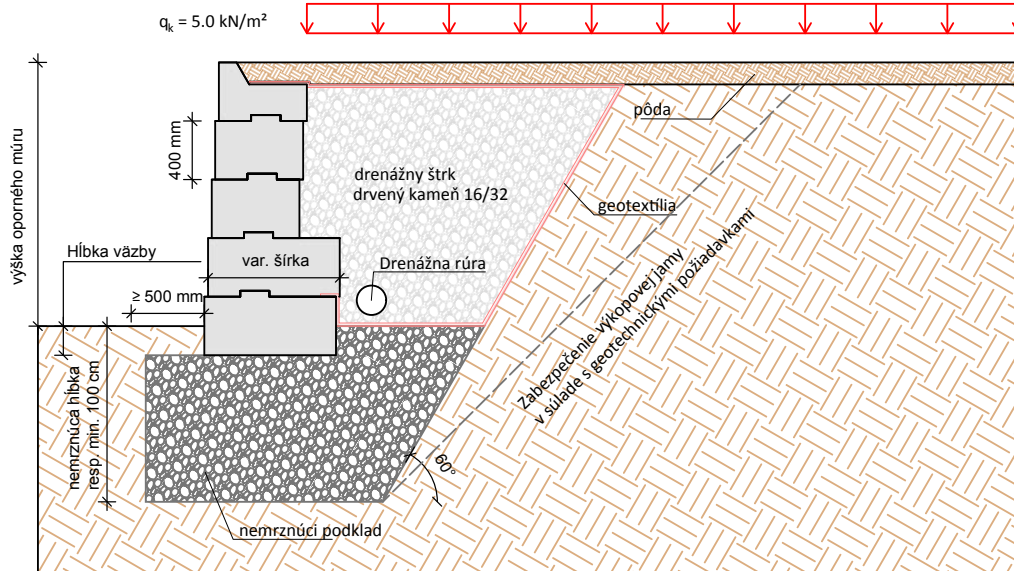 qk = 5.0 kN/m²
výška oporného múru
400 mm
drenážny štrk
drvený kameň 16/32
pôda
geotextília
Hĺbka väzby
var. šírka
Drenážna rúra
≥ 500 mm
Zabezpečenie výkopovej jamy
v súlade s geotechnickými požiadavkami
nemrznúca hĺbka
resp. min. 100 cm
60°
nemrznúci podklad